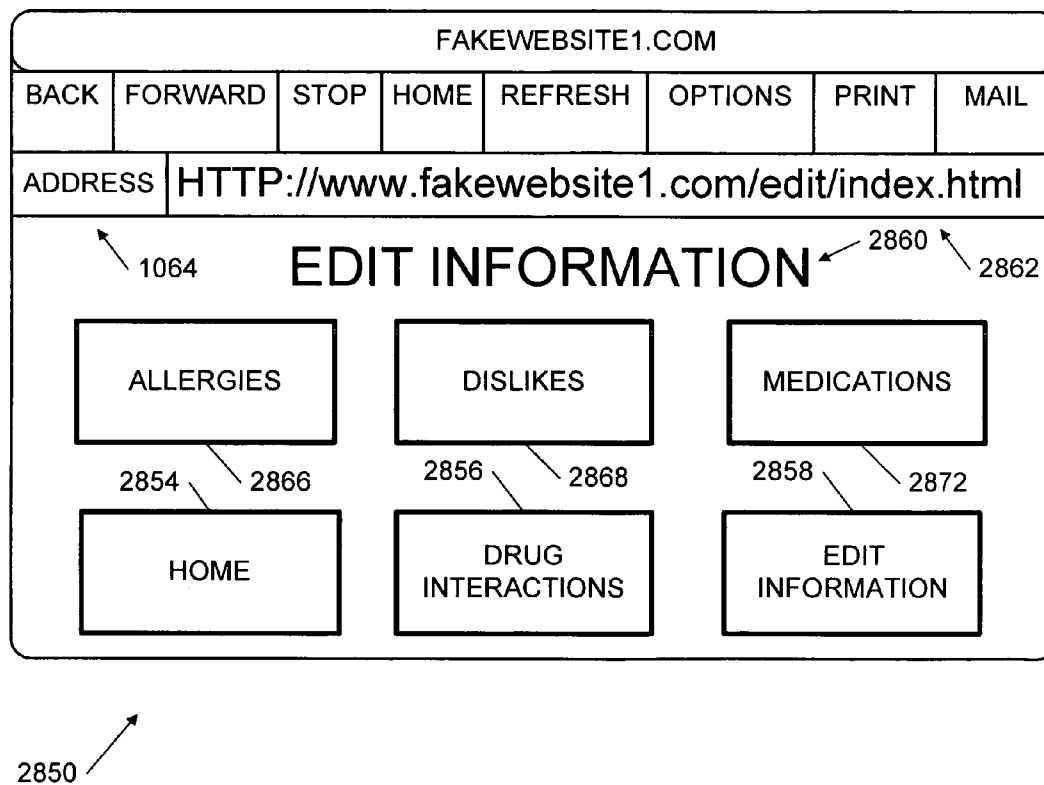 FAKEWEBSITE1.COM
BACK FORWARD STOP HOME REFRESH OPTIONS PRINT MAIL
ADDRESS HTTP://www.fakewebsite1.com/edit/index.html
1064 EDIT INFORMATION 2860 2862
ALLERGIES DISLIKES MEDICATIONS
2854 2866 2856 2868 2858 2872
HOME DRUG INTERACTIONS EDIT INFORMATION
2850